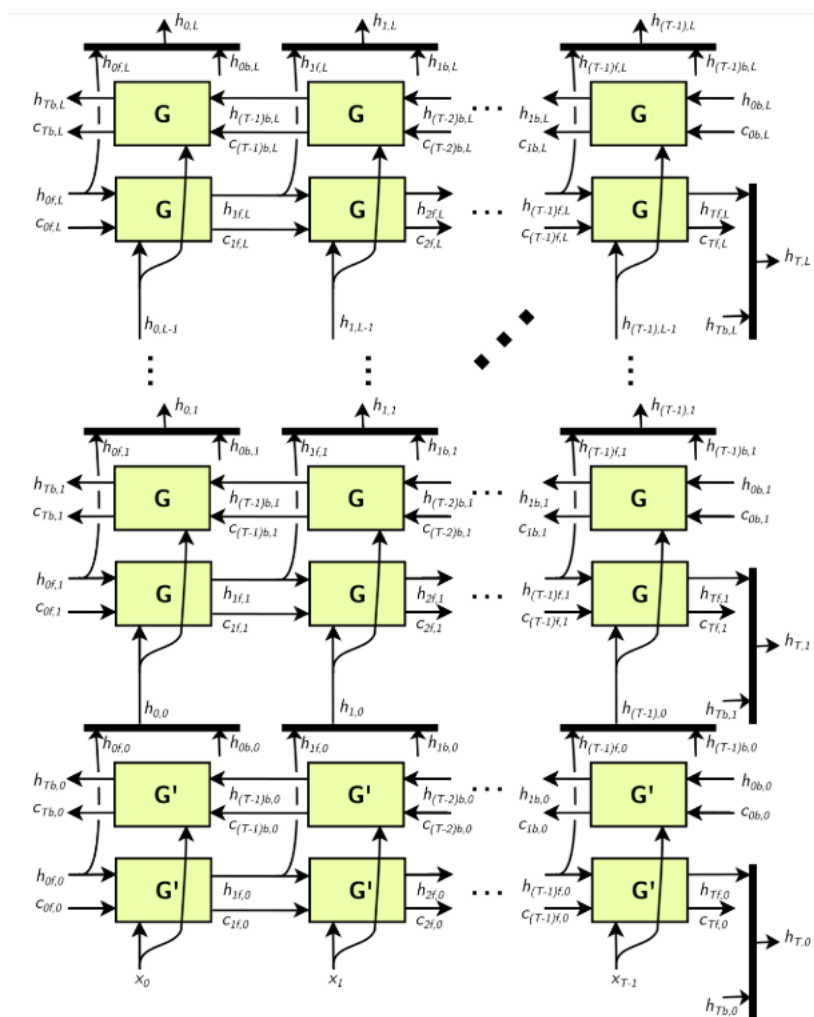 h0,L h1,L h(T-1),L
h0f,L h0b,L h1f,L h1b,L h(T-1)f,L h(T-1)b,L
hTb,L G h(T-1)b,L G h(T-2)b,L ... h1b,L G h0b,L
cTb,L c(T-1)b,L c(T-2)b,L c1b,L c0b,L
h0f,L G h1f,L G h2f,L ... h(T-1)f,L G hTf,L
c0f,L c1f,L c2f,L c(T-1)f,L cTf,L
hT,L
h0,L-1 h1,L-1 h(T-1),L-1 hTb,L
h0,1 h1,1 h(T-1),1
h0f,1 h0b,1 h1f,1 h1b,1 h(T-1)f,1 h(T-1)b,1
hTb,1 G h(T-1)b,1 G h(T-2)b,1 ... h1b,1 G h0b,1
cTb,1 c(T-1)b,1 c(T-2)b,1 c1b,1 c0b,1
h0f,1 G h1f,1 G h2f,1 ... h(T-1)f,1 G hTf,1
c0f,1 c1f,1 c2f,1 c(T-1)f,1 cTf,1
hT,1
h0,0 h1,0 h(T-1),0 hTb,1
h0f,0 h0b,0 h1f,0 h1b,0 h(T-1)f,0 h(T-1)b,0
hTb,0 G' h(T-1)b,0 G' h(T-2)b,0 ... h1b,0 G' h0b,0
cTb,0 c(T-1)b,0 c(T-2)b,0 c1b,0 c0b,0
h0f,0 G' h1f,0 G' h2f,0 ... h(T-1)f,0 G' hTf,0
c0f,0 c1f,0 c2f,0 c(T-1)f,0 cTf,0
hT,0
x0 x1 xT-1
hTb,0